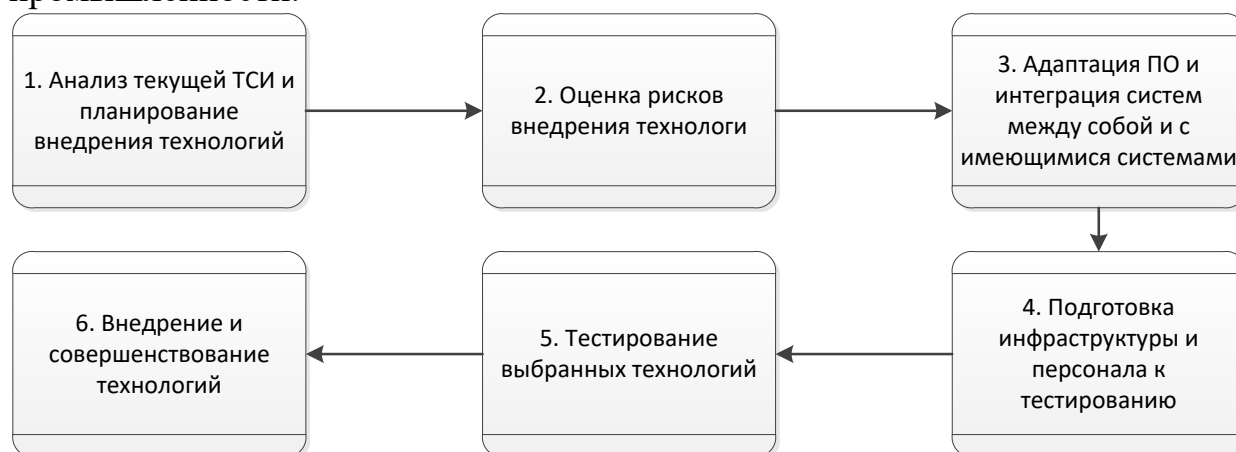 промышленности.
1. Анализ текущей ТСИ и
планирование
внедрения технологий
2. Оценка рисков
внедрения технологи
3. Адаптация ПО и
интеграция систем
между собой и с
имеющимися системами
4. Подготовка
инфраструктуры и
персонала к
тестированию
5. Тестирование
выбранных технологий
6. Внедрение и
совершенствование
технологий